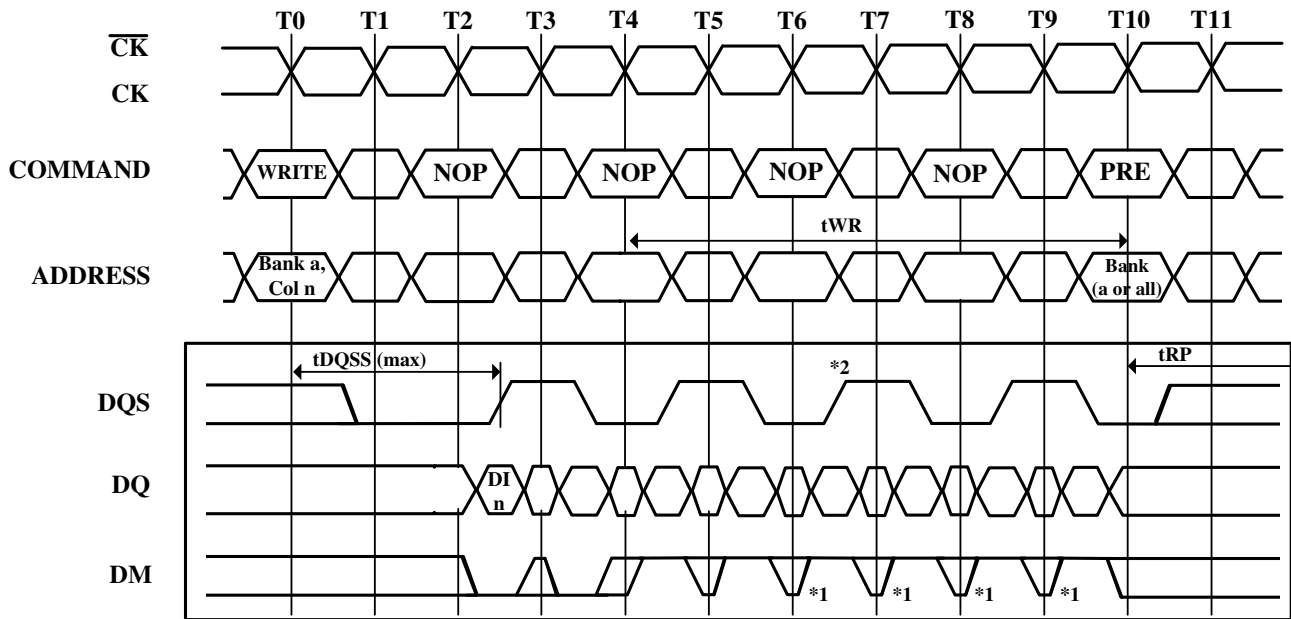 T0 T1 T2 T3 T4 T5 T6 T7 T8 T9 T10 T11
CK
CK
COMMAND WRITE NOP NOP NOP NOP PRE
tWR
ADDRESS Bank a, Col n Bank (a or all)
tDQSS (max) *2 tRP
DQS
DQ DI n
DM *1 *1 *1 *1